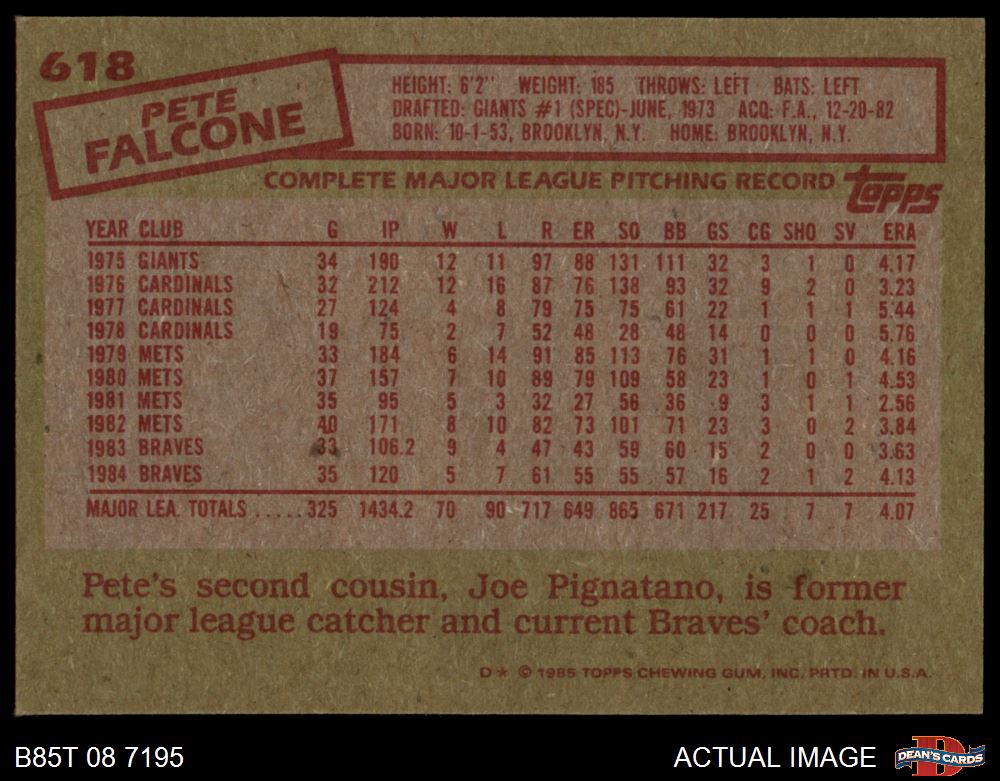 618
PETE
FALCONE
HEIGHT: 6'2" WEIGHT: 185 THROWS: LEFT BATS: LEFT
DRAFTED: GIANTS #1 (SPEC)-JUNE, 1973 ACQ: F.A., 12-20-82
BORN: 10-1-53, BROOKLYN, N.Y. HOME: BROOKLYN, N.Y.
COMPLETE MAJOR LEAGUE PITCHING RECORD topps
YEAR CLUB G IP W L R ER SO BB GS CG SHO SV ERA
1975 GIANTS 34 190 12 11 97 88 131 111 32 3 1 0 4.17
1976 CARDINALS 32 212 12 16 87 76 138 93 32 9 2 0 3.23
1977 CARDINALS 27 124 4 8 79 75 75 61 22 1 1 1 5.44
1978 CARDINALS 19 75 2 7 52 48 28 48 14 0 0 0 5.76
1979 METS 33 184 6 14 91 85 113 76 31 1 1 0 4.16
1980 METS 37 157 7 10 89 79 109 58 23 1 0 1 4.53
1981 METS 35 95 5 3 32 27 56 36 9 3 1 1 2.56
1982 METS 40 171 8 10 82 73 101 71 23 3 0 2 3.84
1983 BRAVES 33 106.2 9 4 47 43 59 60 15 2 0 0 3.63
1984 BRAVES 35 120 5 7 61 55 55 57 16 2 1 2 4.13
MAJOR LEA. TOTALS .....325 1434.2 70 90 717 649 865 671 217 25 7 7 4.07
Pete's second cousin, Joe Pignatano, is former
major league catcher and current Braves' coach.
D* © 1985 TOPPS CHEWING GUM, INC. PRTD. IN U.S.A.
B85T 08 7195 ACTUAL IMAGE DEAN'S CARDS